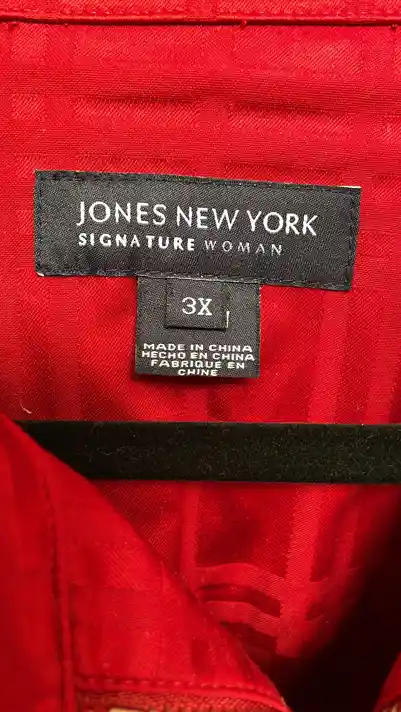 JONES NEW YORK
SIGNATURE WOMAN
3X
MADE IN CHINA
HECHO EN CHINA
FABRIQUE EN
CHINE